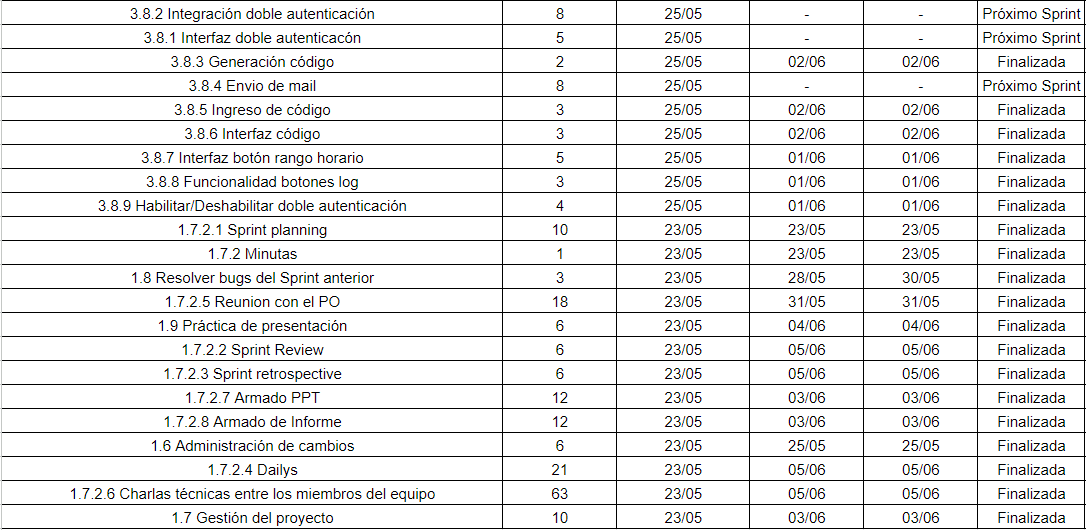 3.8.2 Integración doble autenticación 8 25/05 - - Próximo Sprint
3.8.1 Interfaz doble autenticacón 5 25/05 - - Próximo Sprint
3.8.3 Generación código 2 25/05 02/06 02/06 Finalizada
3.8.4 Envio de mail 8 25/05 - - Próximo Sprint
3.8.5 Ingreso de código 3 25/05 02/06 02/06 Finalizada
3.8.6 Interfaz código 3 25/05 02/06 02/06 Finalizada
3.8.7 Interfaz botón rango horario 5 25/05 01/06 01/06 Finalizada
3.8.8 Funcionalidad botones log 3 25/05 01/06 01/06 Finalizada
3.8.9 Habilitar/Deshabilitar doble autenticación 4 25/05 01/06 01/06 Finalizada
1.7.2.1 Sprint planning 10 23/05 23/05 23/05 Finalizada
1.7.2 Minutas 1 23/05 23/05 23/05 Finalizada
1.8 Resolver bugs del Sprint anterior 3 23/05 28/05 30/05 Finalizada
1.7.2.5 Reunion con el PO 18 23/05 31/05 31/05 Finalizada
1.9 Práctica de presentación 6 23/05 04/06 04/06 Finalizada
1.7.2.2 Sprint Review 6 23/05 05/06 05/06 Finalizada
1.7.2.3 Sprint retrospective 6 23/05 05/06 05/06 Finalizada
1.7.2.7 Armado PPT 12 23/05 03/06 03/06 Finalizada
1.7.2.8 Armado de Informe 12 23/05 03/06 03/06 Finalizada
1.6 Administración de cambios 6 23/05 25/05 25/05 Finalizada
1.7.2.4 Dailys 21 23/05 05/06 05/06 Finalizada
1.7.2.6 Charlas técnicas entre los miembros del equipo 63 23/05 05/06 05/06 Finalizada
1.7 Gestión del proyecto 10 23/05 03/06 03/06 Finalizada